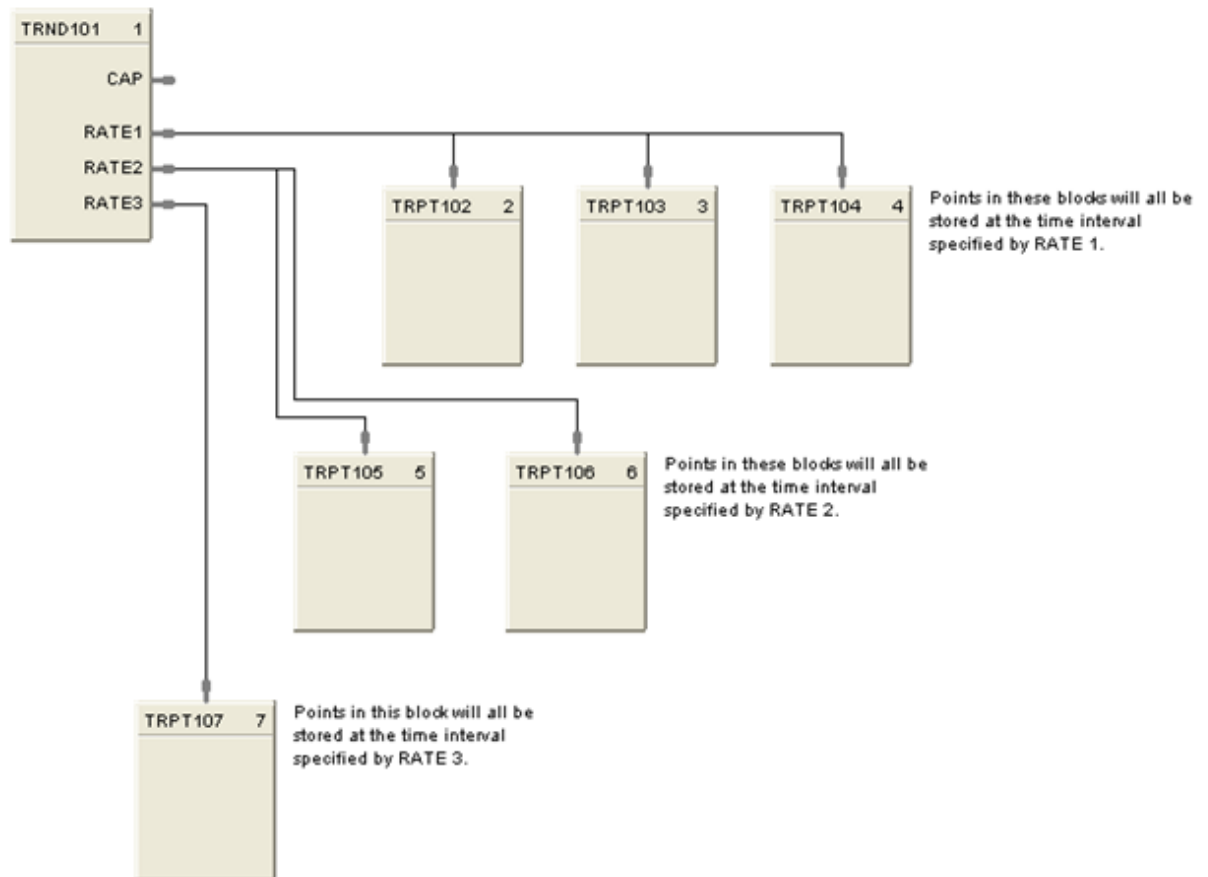 TRND101 1
CAP
RATE1
RATE2
RATE3
TRPT102 2
TRPT103 3
TRPT104 4
Points in these blocks will all be
stored at the time interval
specified by RATE 1.
TRPT105 5
TRPT106 6
Points in these blocks will all be
stored at the time interval
specified by RATE 2.
TRPT107 7
Points in this block will all be
stored at the time interval
specified by RATE 3.